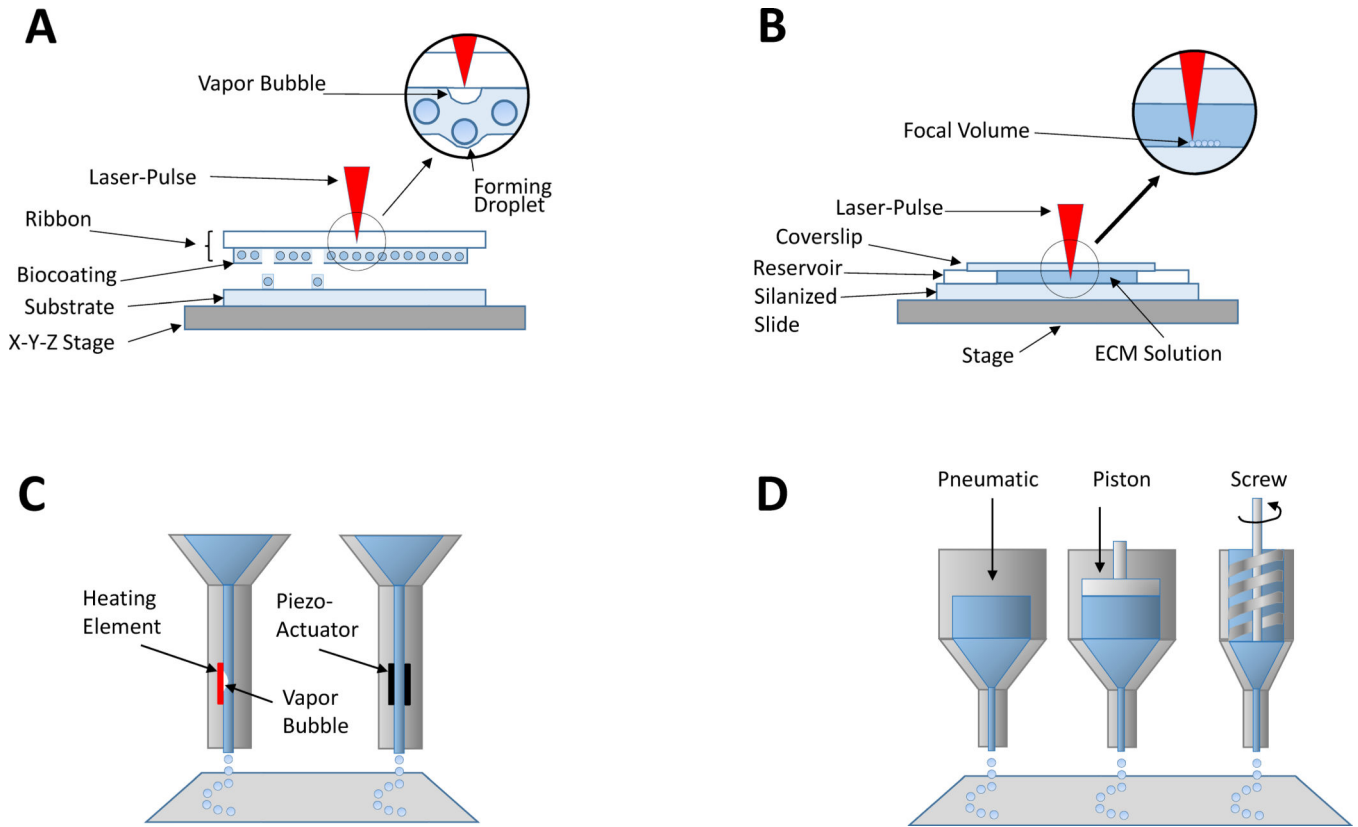 A
Vapor Bubble
Laser-Pulse
Forming
Droplet
Ribbon
Biocoating
Substrate
X-Y-Z Stage
B
Focal Volume
Laser-Pulse
Coverslip
Reservoir
Silanized
Slide
Stage
ECM Solution
C
Heating
Element
Piezo-
Actuator
Vapor
Bubble
D
Pneumatic
Piston
Screw